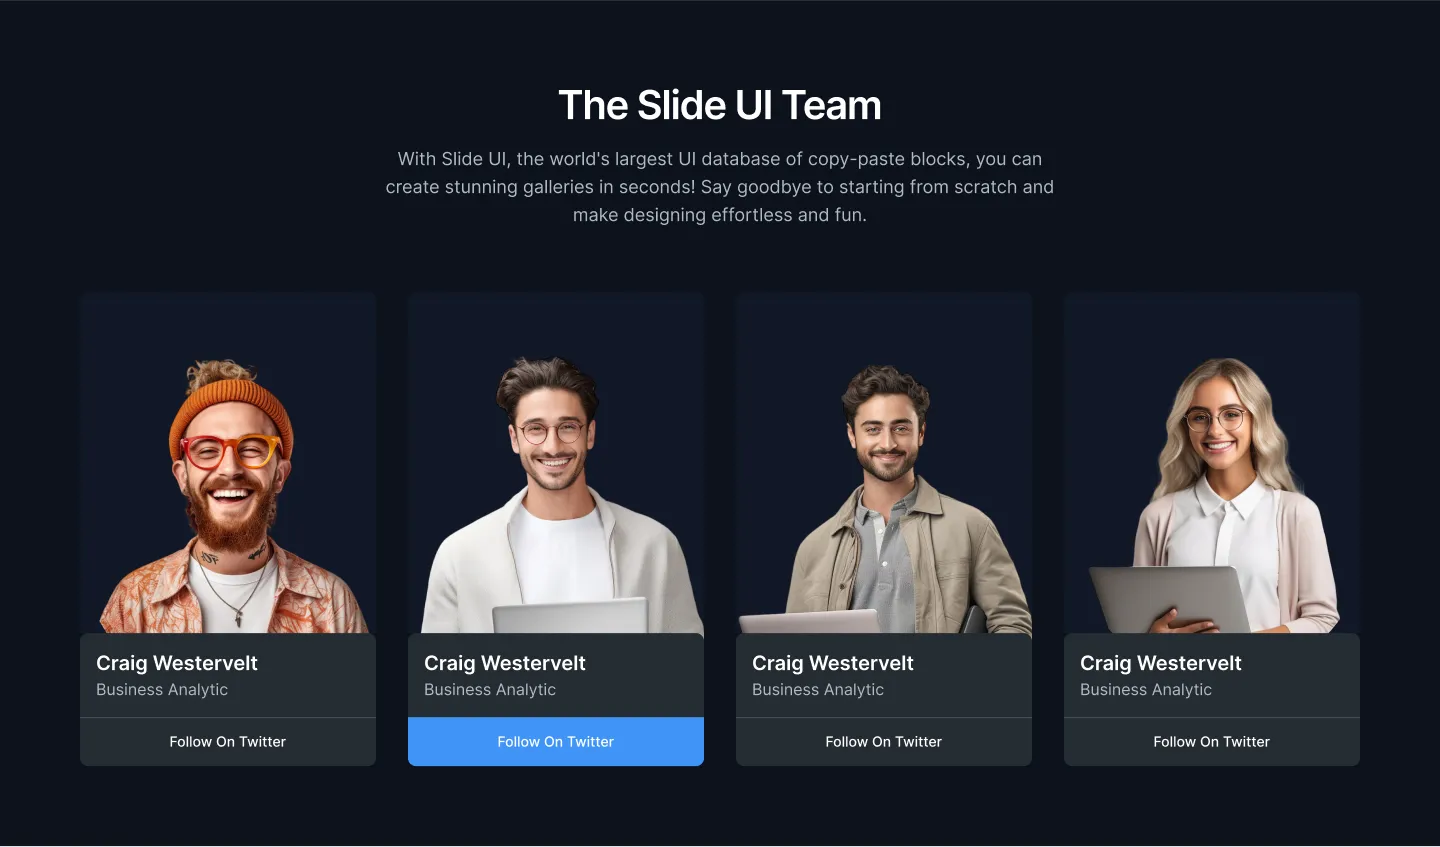 The Slide UI Team
With Slide UI, the world's largest UI database of copy-paste blocks, you can
create stunning galleries in seconds! Say goodbye to starting from scratch and
make designing effortless and fun.
Craig Westervelt
Business Analytic
Follow On Twitter
Craig Westervelt
Business Analytic
Follow On Twitter
Craig Westervelt
Business Analytic
Follow On Twitter
Craig Westervelt
Business Analytic
Follow On Twitter